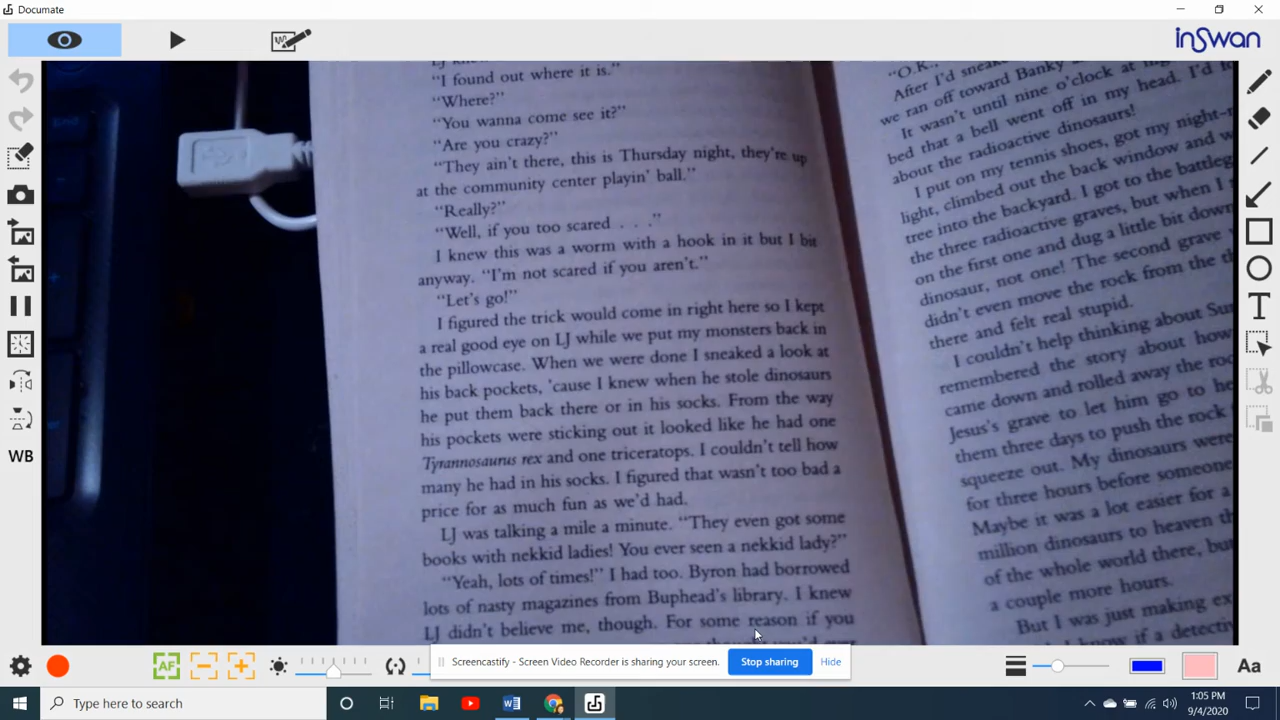 Documate
inSwan
"I found out where it is."
"Where?"
"You wanna come see it?"
"Are you crazy?"
"They ain't there, this is Thursday night, they're up
at the community center playin' ball."
"Really?"
"Well, if you too scared . . ."
I knew this was a worm with a hook in it but I bit
anyway. "I'm not scared if you aren't."
"Let's go!"
I figured the trick would come in right here so I kept
a real good eye on LJ while we put my monsters back in
the pillowcase. When we were done I sneaked a look at
his back pockets, 'cause I knew when he stole dinosaurs
he put them back there or in his socks. From the way
his pockets were sticking out it looked like he had one
Tyrannosaurus rex and one triceratops. I couldn't tell how
many he had in his socks. I figured that wasn't too bad a
price for as much fun as we'd had.
LJ was talking a mile a minute. "They even got some
books with nekkid ladies! You ever seen a nekkid lady?"
"Yeah, lots of times!" I had too. Byron had borrowed
lots of nasty magazines from Buphead's library. I knew
LJ didn't believe me, though. For some reason if you
"O.K.
After I'd
we ran off toward Banky
It wasn't until nine o'clock at
bed that a bell went off in my head. I'd
about the radioactive dinosaurs!
I put on my tennis shoes, got my night-
light, climbed out the back window and
tree into the backyard. I got to the
the three radioactive graves, but when I
on the first one and dug a little bit down
dinosaur, not one! The second grave
didn't even move the rock from the
there and felt real stupid.
I couldn't help thinking about
remembered the story about how
came down and rolled away the
Jesus's grave to let him go to
them three days to push the rock
squeeze out. My dinosaurs were
for three hours before someone
Maybe it was a lot easier for a
million dinosaurs to heaven
of the whole world there, but
a couple more hours.
But I was just making
if a
T
WB
AF
Screencastify - Screen Video Recorder is sharing your screen.
Stop sharing
Hide
Aa
Type here to search
1:05 PM
9/4/2020